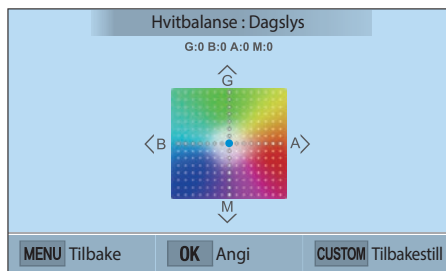 Hvitbalanse : Dagslys
G:0 B:0 A:0 M:0
G
B A
M
MENU Tilbake OK Angi CUSTOM Tilbakestill